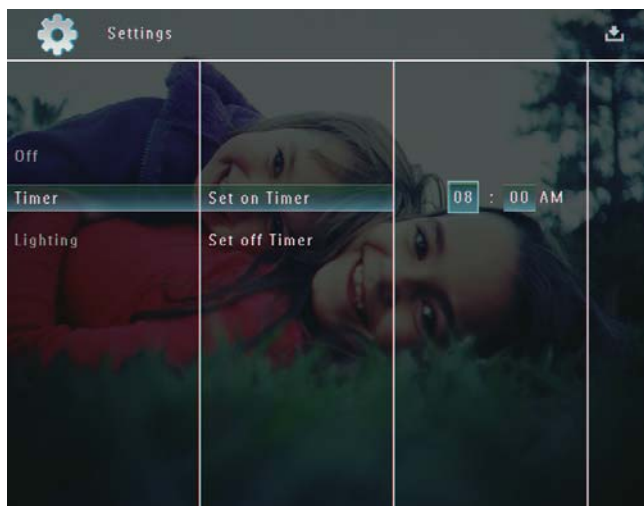 Settings
Off
Timer
Set on Timer
08 : 00 AM
Lighting
Set off Timer